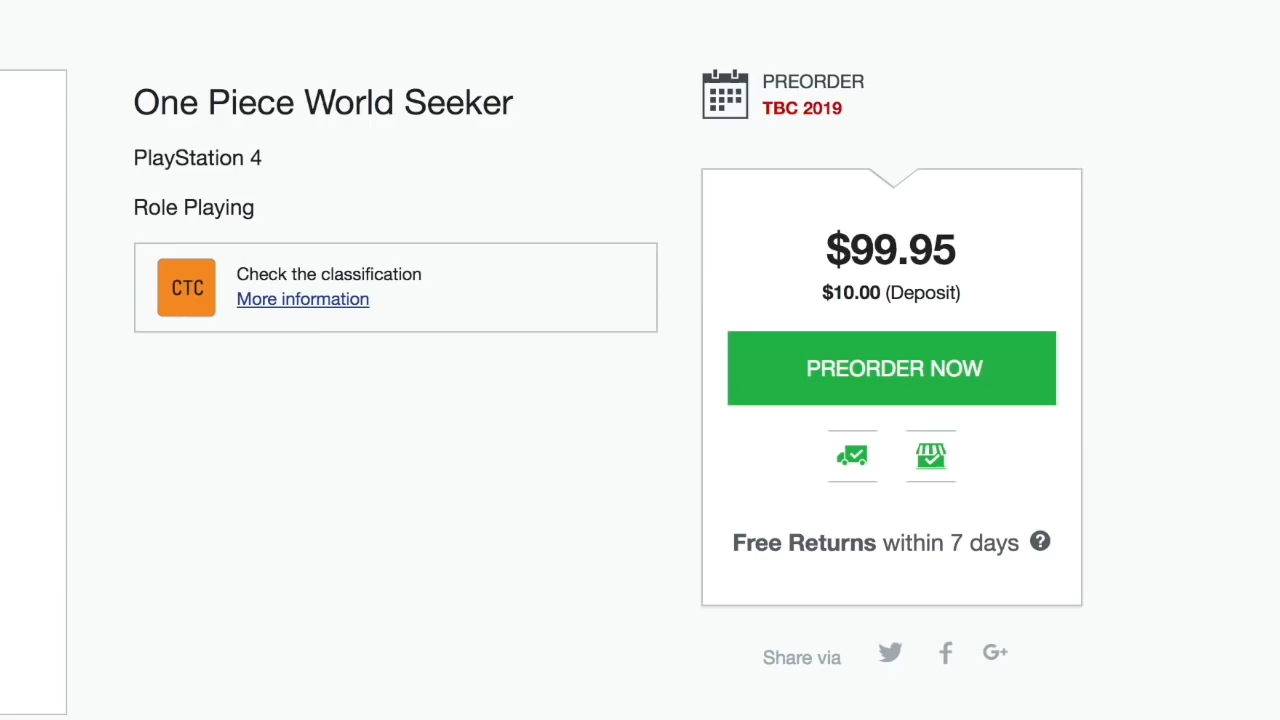 One Piece World Seeker
PlayStation 4
Role Playing
CTC
Check the classification
More information
PREORDER
TBC 2019
$99.95
$10.00 (Deposit)
PREORDER NOW
Free Returns within 7 days ?
Share via
f
G+